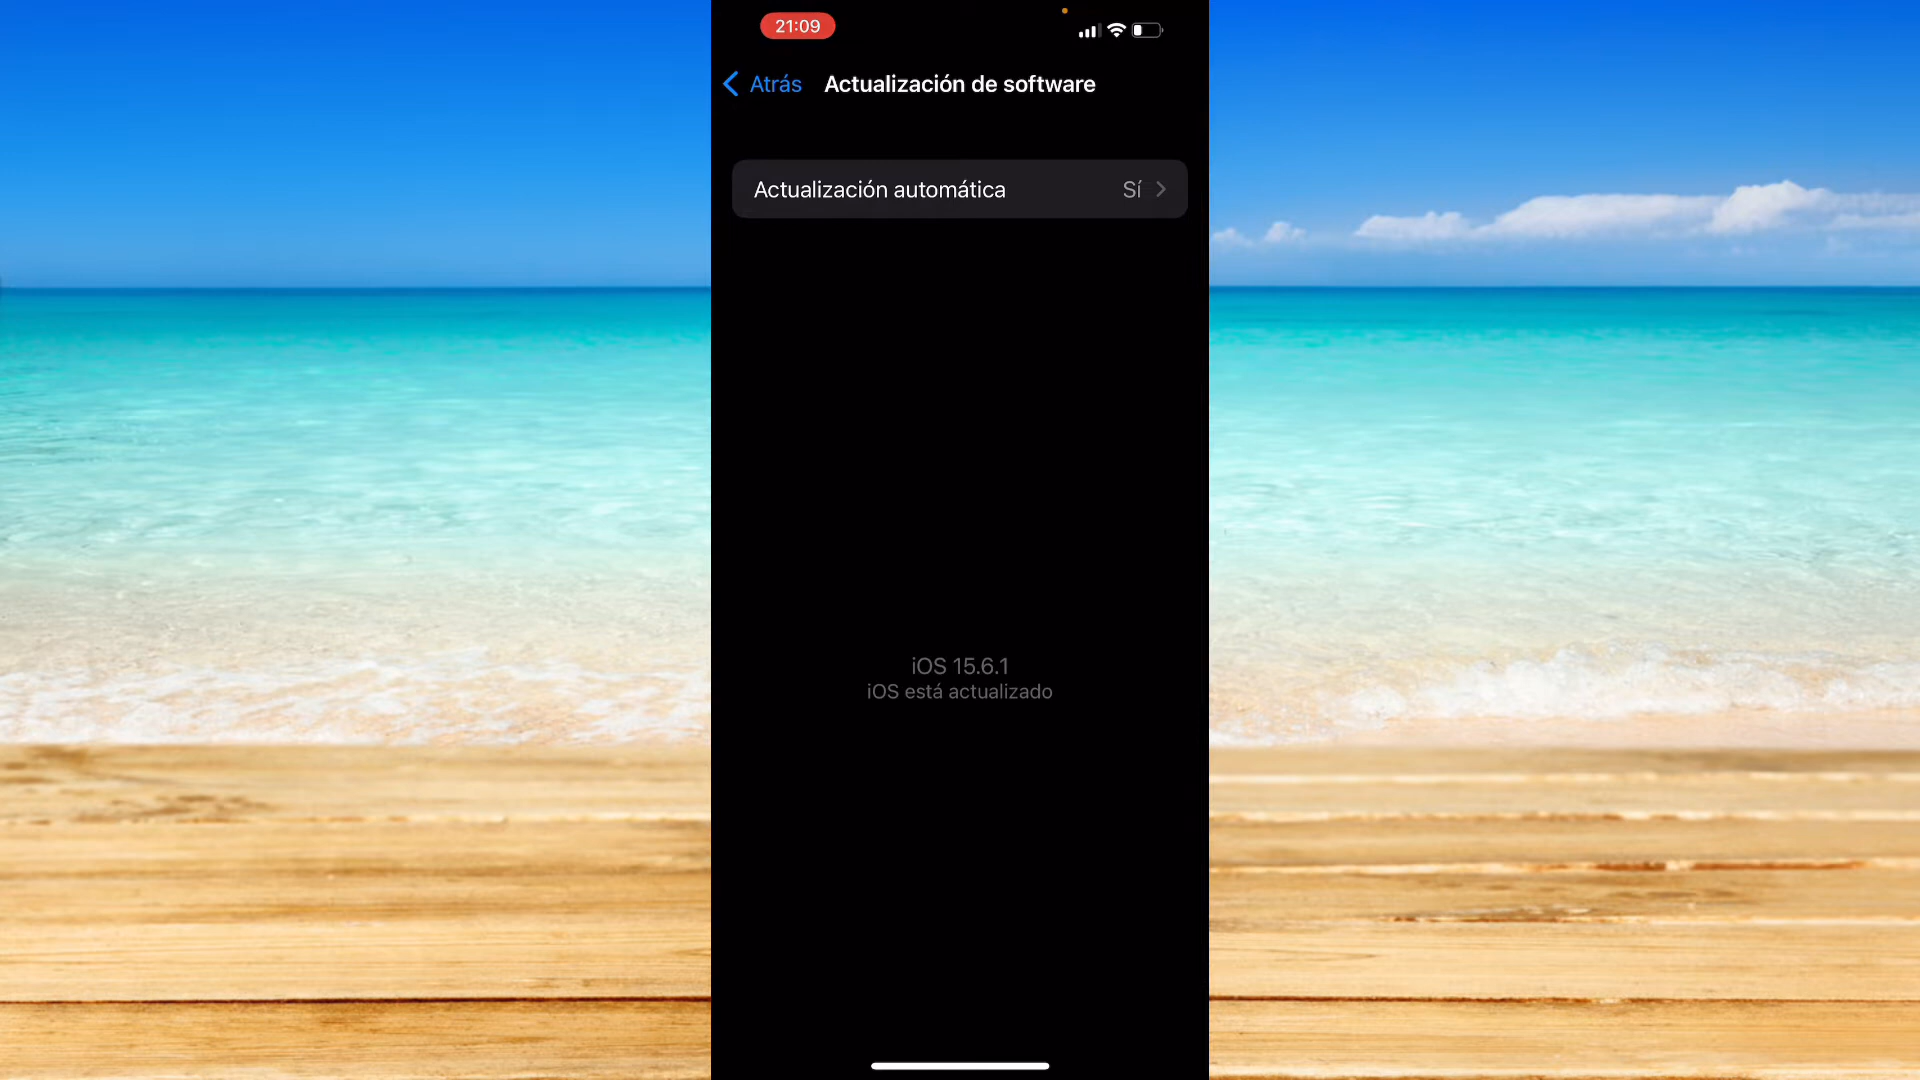 21:09
Atrás
Actualización de software
Actualización automática
Sí
iOS 15.6.1
iOS está actualizado